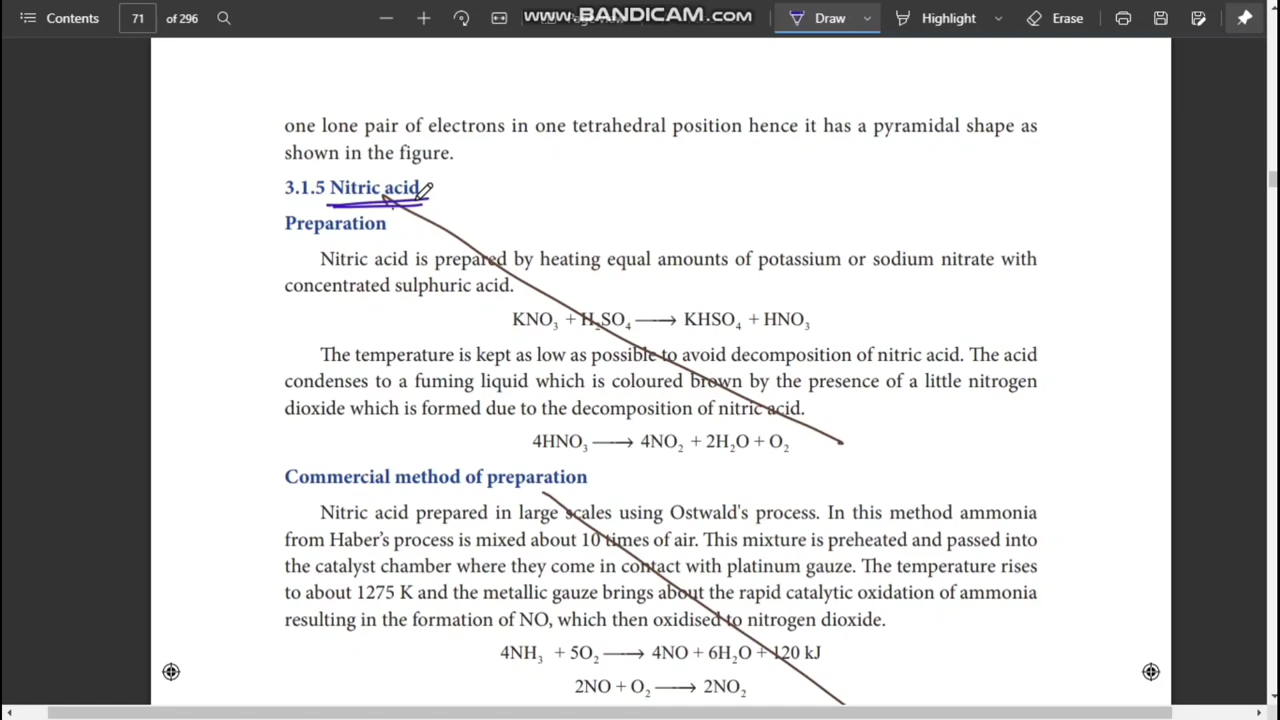 Contents 71 of 296 www.BANDICAM.com Draw Highlight Erase
one lone pair of electrons in one tetrahedral position hence it has a pyramidal shape as
shown in the figure.
3.1.5 Nitric acid
Preparation
Nitric acid is prepared by heating equal amounts of potassium or sodium nitrate with
concentrated sulphuric acid.
KNO₃ + H₂SO₄ ⟶ KHSO₄ + HNO₃
The temperature is kept as low as possible to avoid decomposition of nitric acid. The acid
condenses to a fuming liquid which is coloured brown by the presence of a little nitrogen
dioxide which is formed due to the decomposition of nitric acid.
4HNO₃ ⟶ 4NO₂ + 2H₂O + O₂
Commercial method of preparation
Nitric acid prepared in large scales using Ostwald's process. In this method ammonia
from Haber's process is mixed about 10 times of air. This mixture is preheated and passed into
the catalyst chamber where they come in contact with platinum gauze. The temperature rises
to about 1275 K and the metallic gauze brings about the rapid catalytic oxidation of ammonia
resulting in the formation of NO, which then oxidised to nitrogen dioxide.
4NH₃ + 5O₂ ⟶ 4NO + 6H₂O + 120 kJ
2NO + O₂ ⟶ 2NO₂